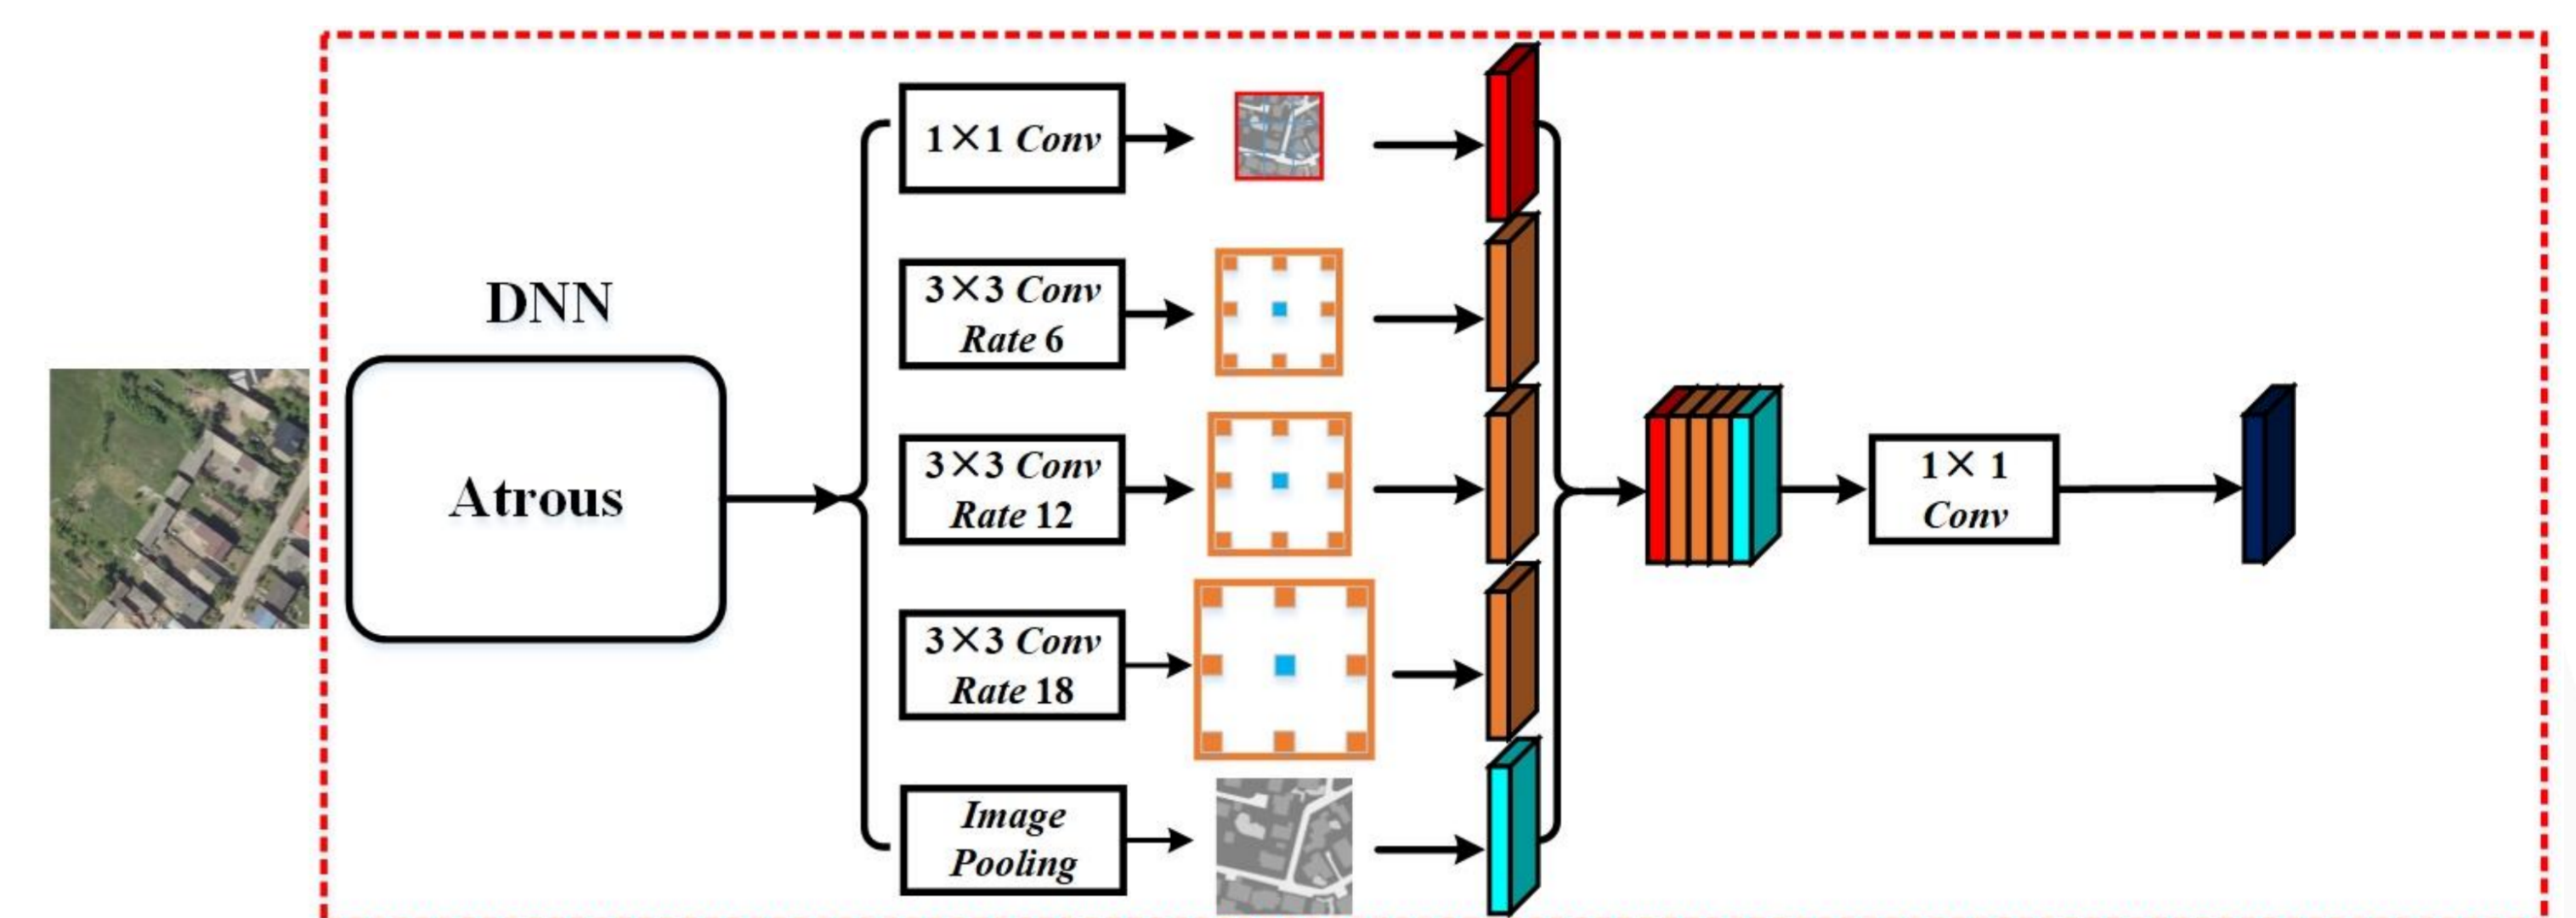 DNN
Atrous
1×1 Conv
3×3 Conv
Rate 6
3×3 Conv
Rate 12
3×3 Conv
Rate 18
Image
Pooling
1× 1
Conv